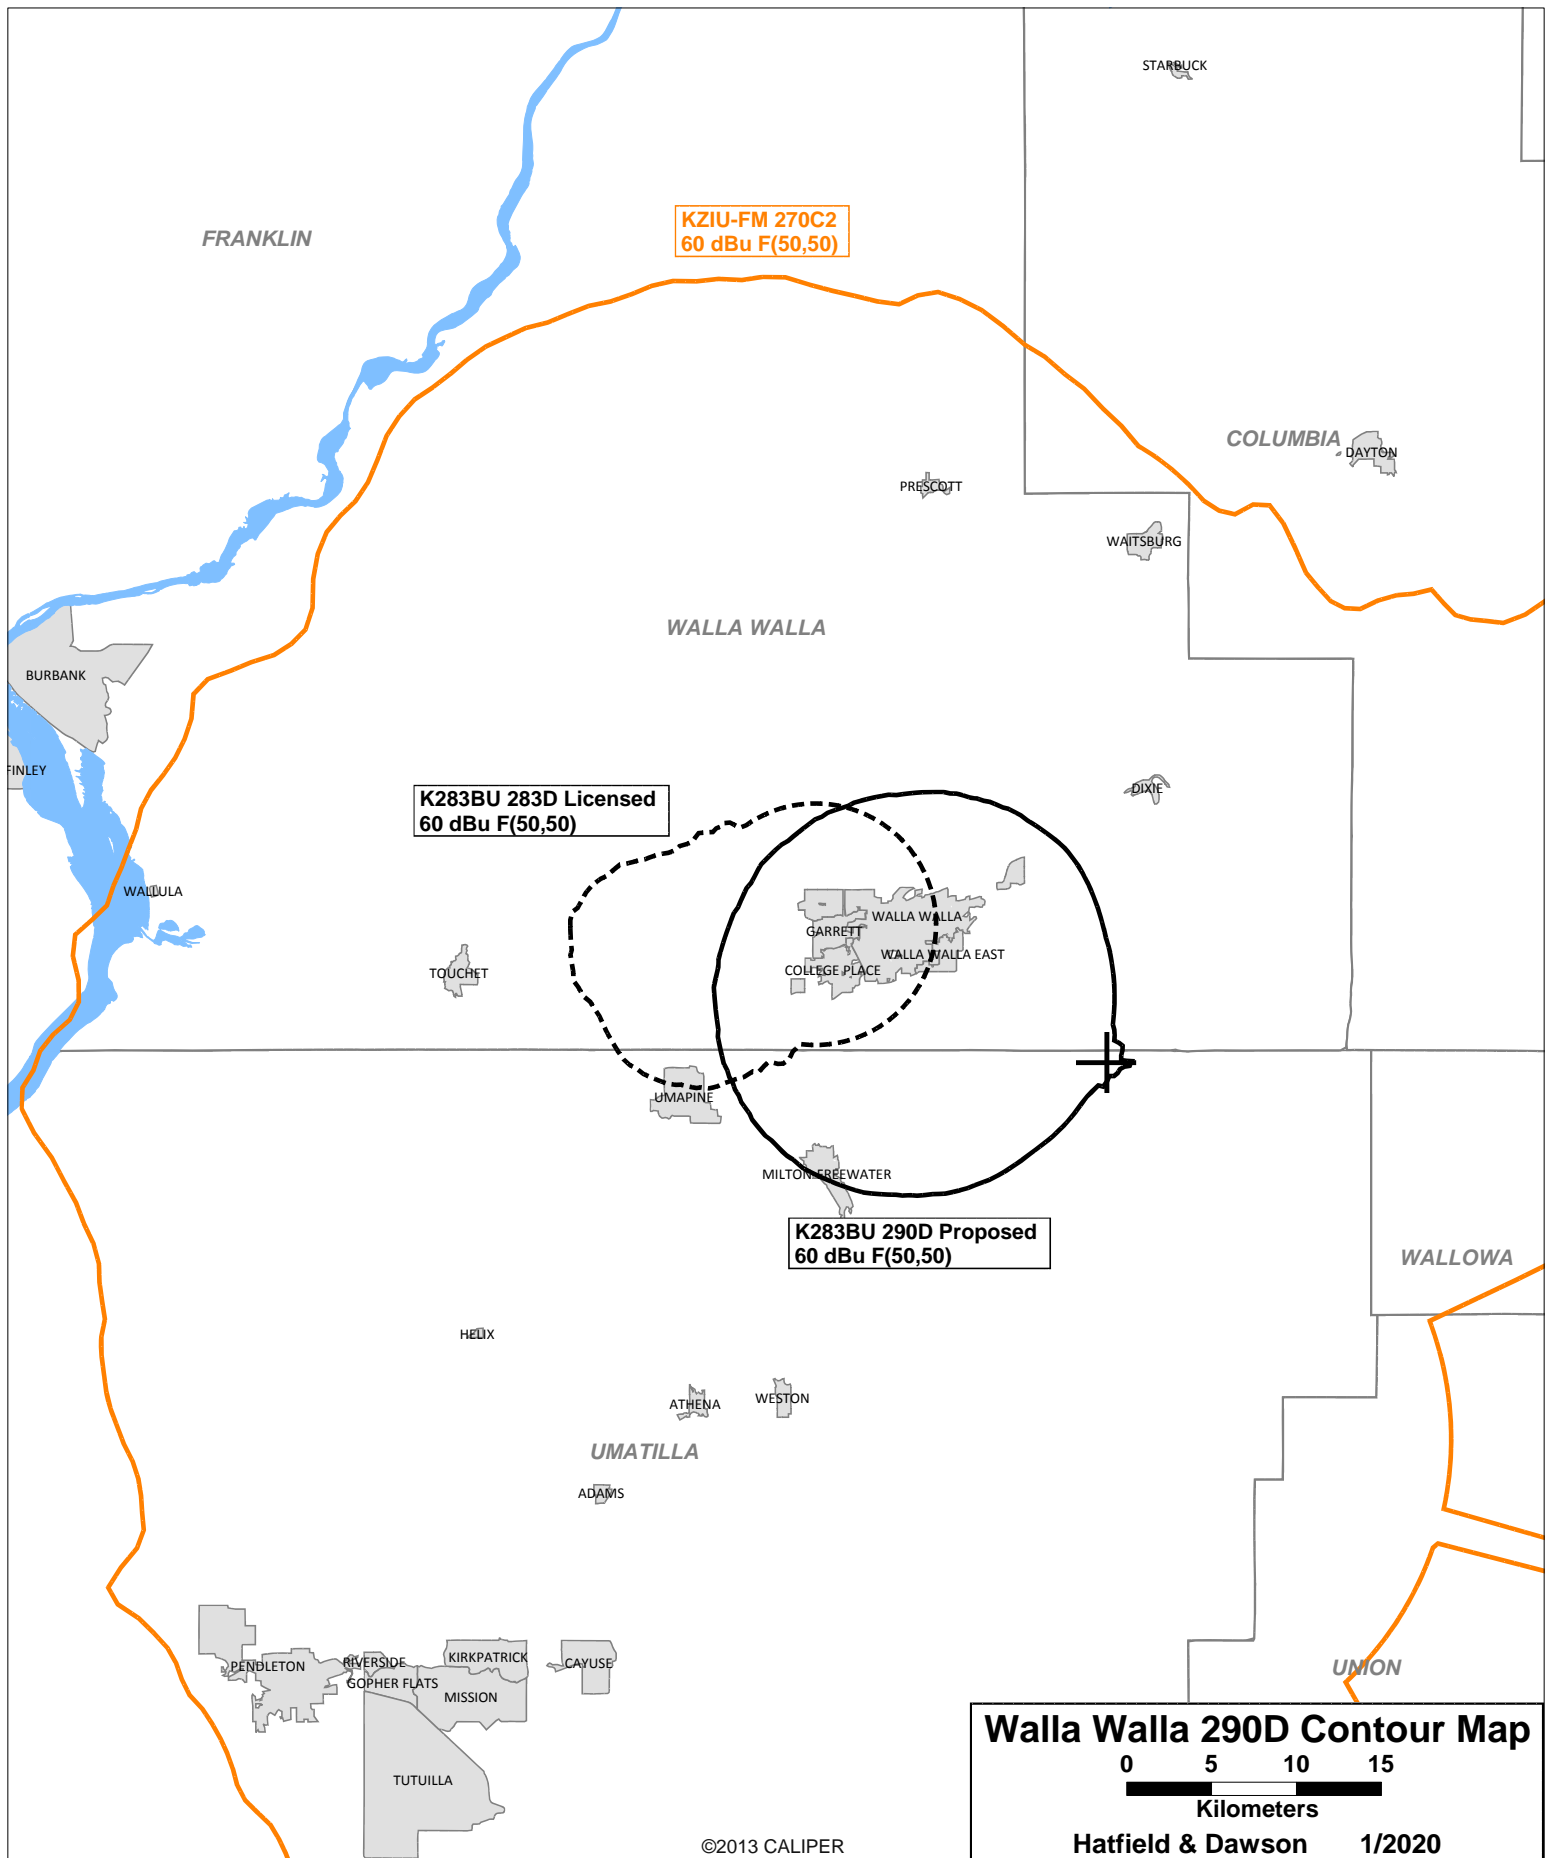 STARBUCK
KZIU-FM 270C2
60 dBu F(50,50)
FRANKLIN
COLUMBIA
DAYTON
PRESCOTT
WAITSBURG
WALLA WALLA
BURBANK
FINLEY
K283BU 283D Licensed
60 dBu F(50,50)
DIXIE
WALLULA
WALLA WALLA
GARRETT
WALLA WALLA EAST
COLLEGE PLACE
TOUCHET
UMAPINE
MILTON-FREEWATER
K283BU 290D Proposed
60 dBu F(50,50)
WALLOWA
HELIX
ATHENA
WESTON
UMATILLA
ADAMS
PENDLETON
RIVERSIDE
KIRKPATRICK
CAYUSE
GOPHER FLATS
MISSION
UNION
TUTUILLA
Walla Walla 290D Contour Map
0 5 10 15
Kilometers
Hatfield & Dawson 1/2020
©2013 CALIPER